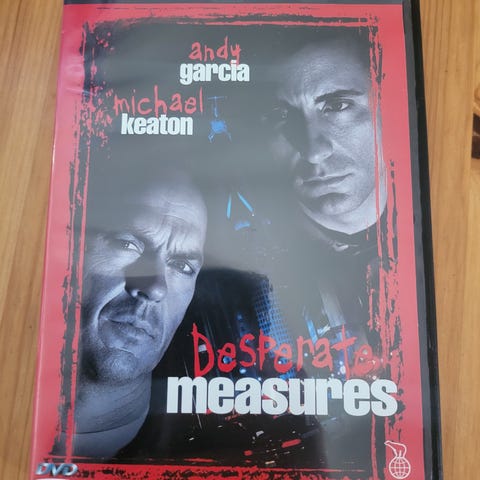 andy
garcia
michael
keaton
Desperate
measures
DVD